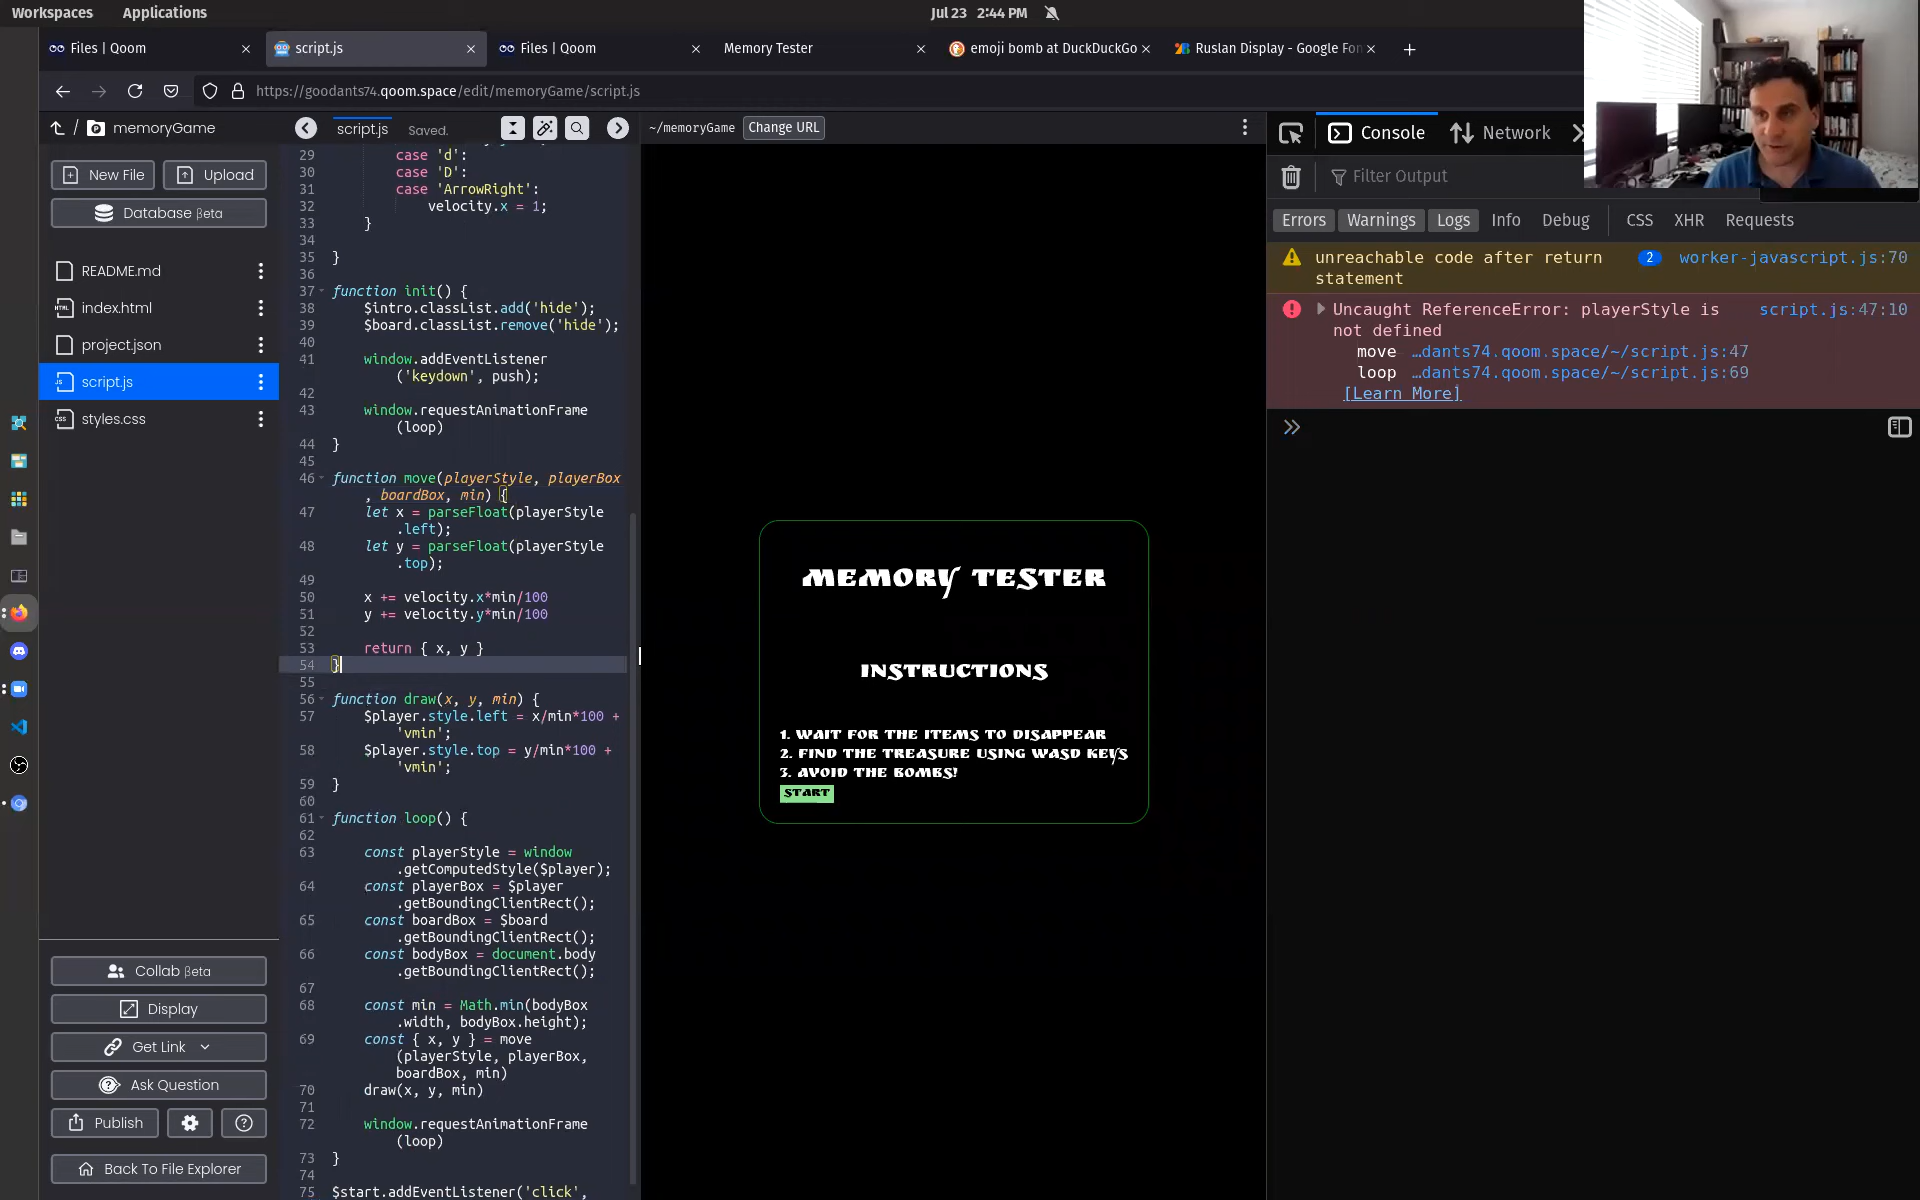 Workspaces Applications Jul 23 2:44 PM
Files | Qoom script.js Files | Qoom Memory Tester emoji bomb at DuckDuckGo Ruslan Display - Google Fon
https://goodants74.qoom.space/edit/memoryGame/script.js
/ memoryGame
New File Upload
Database βeta
README.md
index.html
project.json
script.js
styles.css
Collab βeta
Display
Get Link
Ask Question
Publish
Back To File Explorer
script.js Saved.
29 case 'd':
30 case 'D':
31 case 'ArrowRight':
32 velocity.x = 1;
33 }
34
35 }
36
37 function init() {
38 $intro.classList.add('hide');
39 $board.classList.remove('hide');
40
41 window.addEventListener
('keydown', push);
42
43 window.requestAnimationFrame
(loop)
44 }
45
46 function move(playerStyle, playerBox
, boardBox, min) {
47 let x = parseFloat(playerStyle
.left);
48 let y = parseFloat(playerStyle
.top);
49
50 x += velocity.x*min/100
51 y += velocity.y*min/100
52
53 return { x, y }
54 }
55
56 function draw(x, y, min) {
57 $player.style.left = x/min*100 +
'vmin';
58 $player.style.top = y/min*100 +
'vmin';
59 }
60
61 function loop() {
62
63 const playerStyle = window
.getComputedStyle($player);
64 const playerBox = $player
.getBoundingClientRect();
65 const boardBox = $board
.getBoundingClientRect();
66 const bodyBox = document.body
.getBoundingClientRect();
67
68 const min = Math.min(bodyBox
.width, bodyBox.height);
69 const { x, y } = move
(playerStyle, playerBox,
boardBox, min)
70 draw(x, y, min)
71
72 window.requestAnimationFrame
(loop)
73 }
74
75 $start.addEventListener('click',
~/memoryGame Change URL
MEMORY TESTER
INSTRUCTIONS
1. WAIT FOR THE ITEMS TO DISAPPEAR
2. FIND THE TREASURE USING WASD KEYS
3. AVOID THE BOMBS!
START
Console Network
Filter Output
Errors Warnings Logs Info Debug CSS XHR Requests
unreachable code after return 2 worker-javascript.js:70
statement
Uncaught ReferenceError: playerStyle is script.js:47:10
not defined
move …dants74.qoom.space/~/script.js:47
loop …dants74.qoom.space/~/script.js:69
[Learn More]